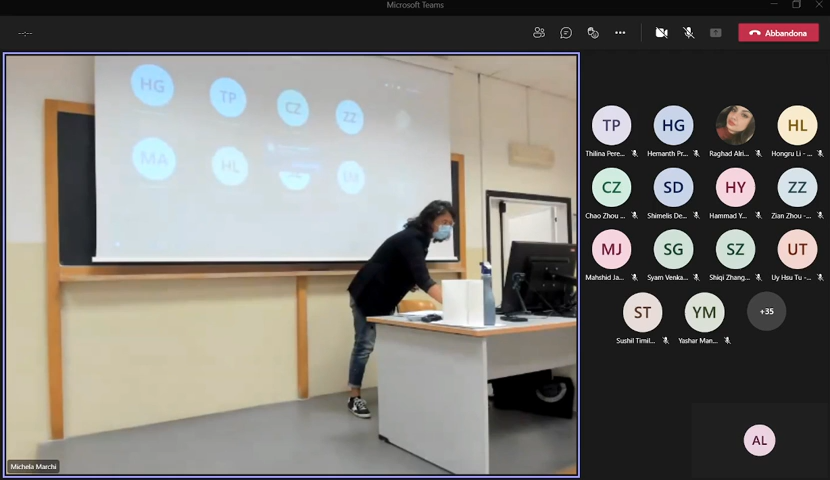 Microsoft Teams
--:--
Abbandona
HG
TP
CZ
ZZ
MA
HL
LM
Michela Marchi
TP
HG
HL
Thilina Pere...
Hemanth Pr...
Raghad Alri...
Hongru Li - ...
CZ
SD
HY
ZZ
Chao Zhou ...
Shimelis De...
Hammad Y...
Zian Zhou -...
MJ
SG
SZ
UT
Mahshid Ja...
Syam Venka...
Shiqi Zhang...
Uy Hsu Tu -...
ST
YM
+35
Sushil Timil...
Yashar Man...
AL